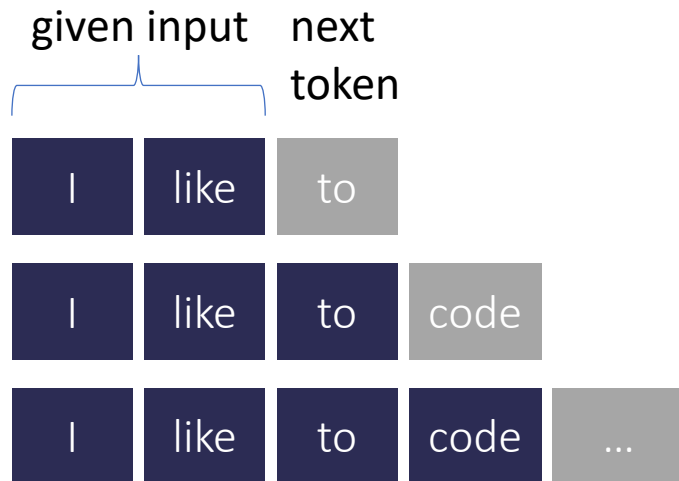 given input next
token
I like to
I like to code
I like to code ...